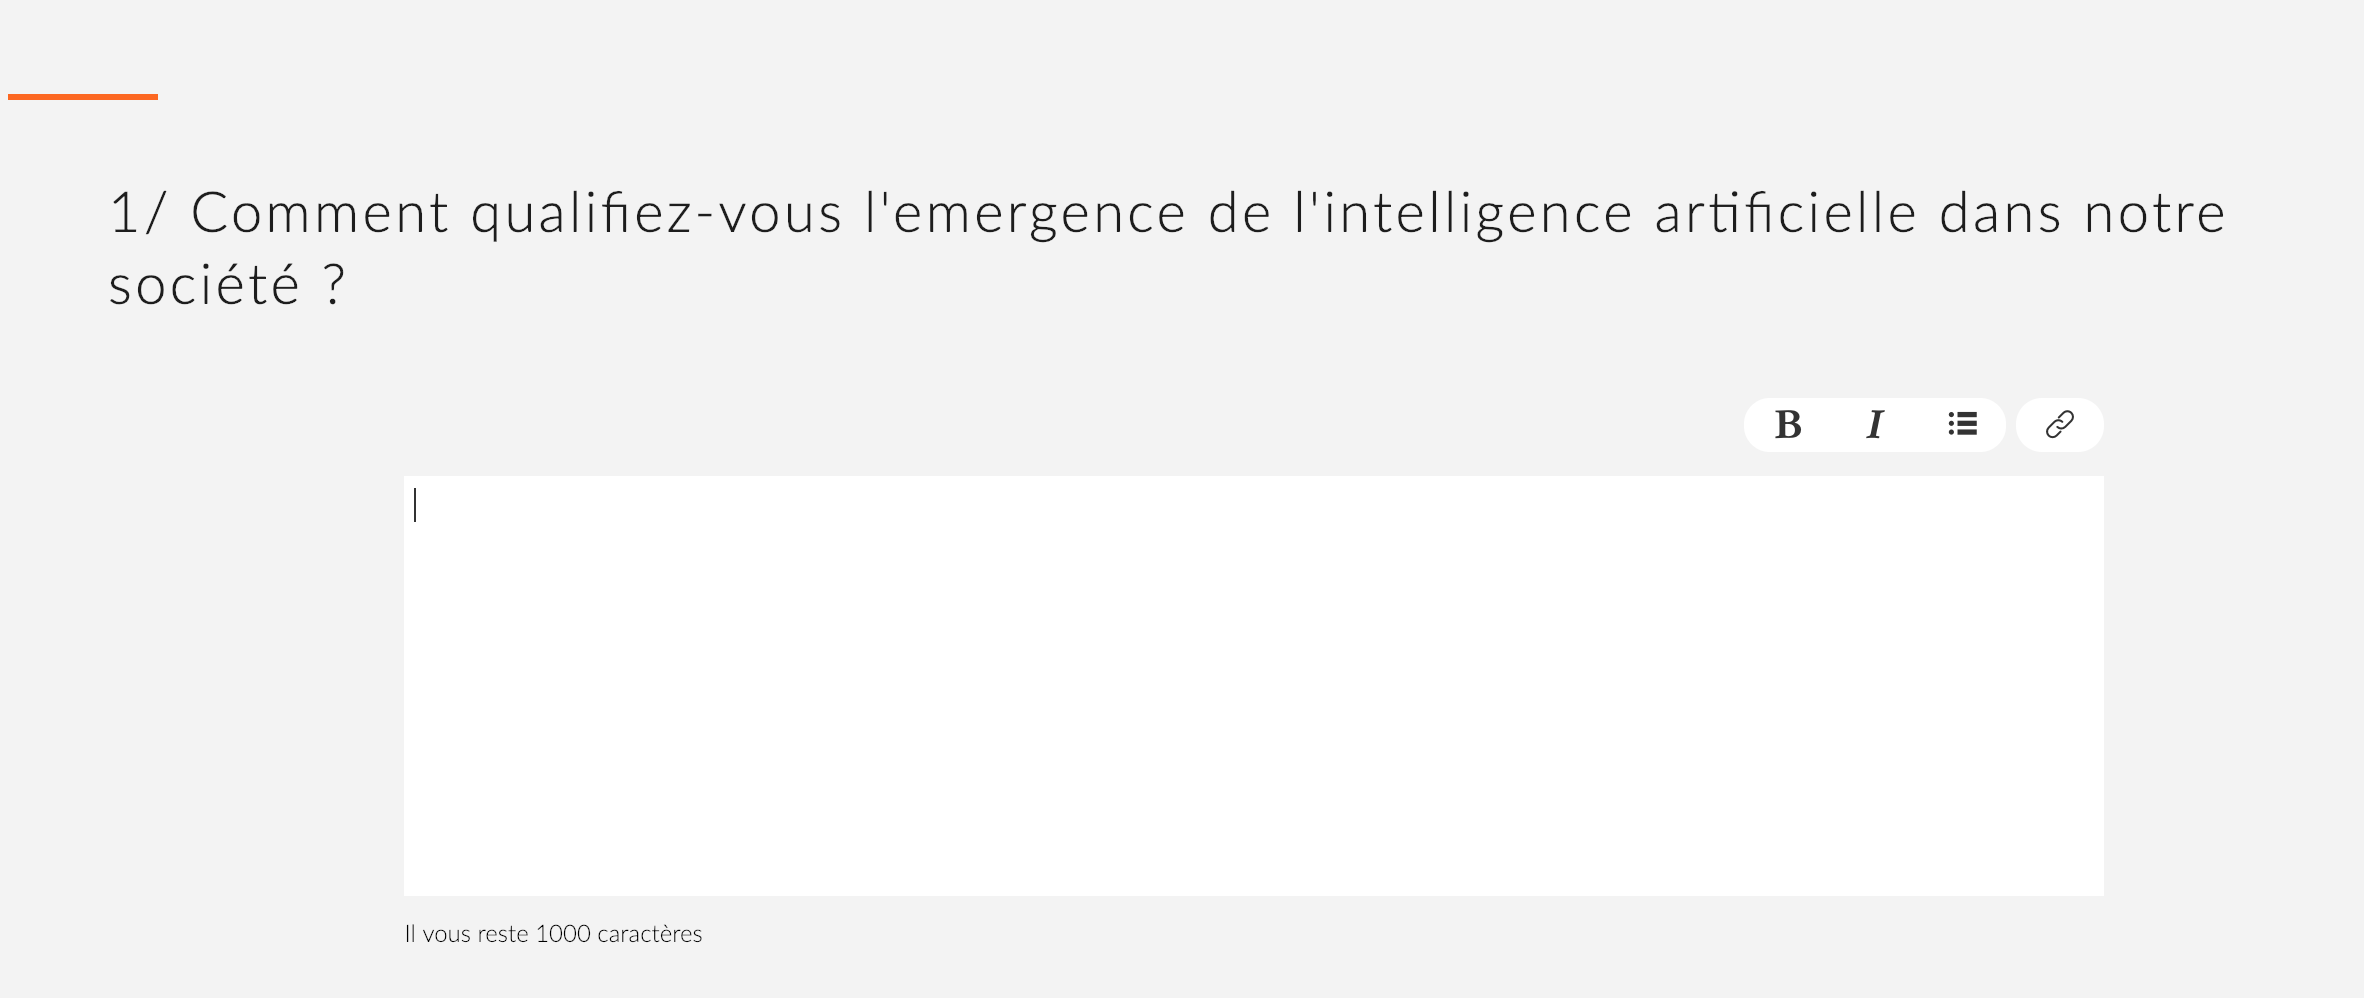 1/ Comment qualifiez-vous l'emergence de l'intelligence artificielle dans notre
société ?
B I
Il vous reste 1000 caractères